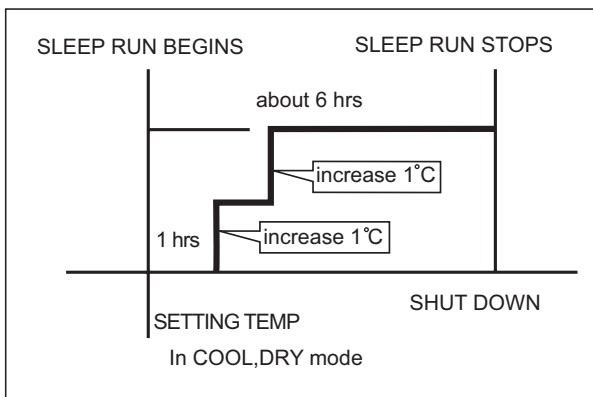 SLEEP RUN BEGINS
SLEEP RUN STOPS
about 6 hrs
increase 1℃
1 hrs
increase 1℃
SETTING TEMP
SHUT DOWN
In COOL,DRY mode